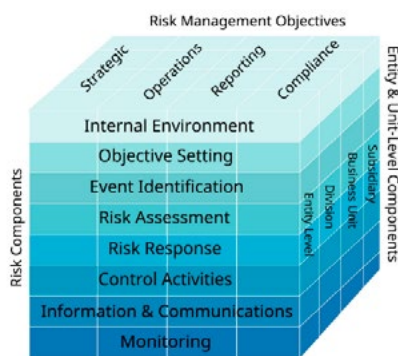 Risk Management Objectives
Strategic
Operations
Reporting
Compliance
Internal Environment
Objective Setting
Event Identification
Risk Assessment
Risk Response
Control Activities
Information & Communications
Monitoring
Risk Components
Entity Level
Division
Business Unit
Subsidiary
Entity & Unit-Level Components